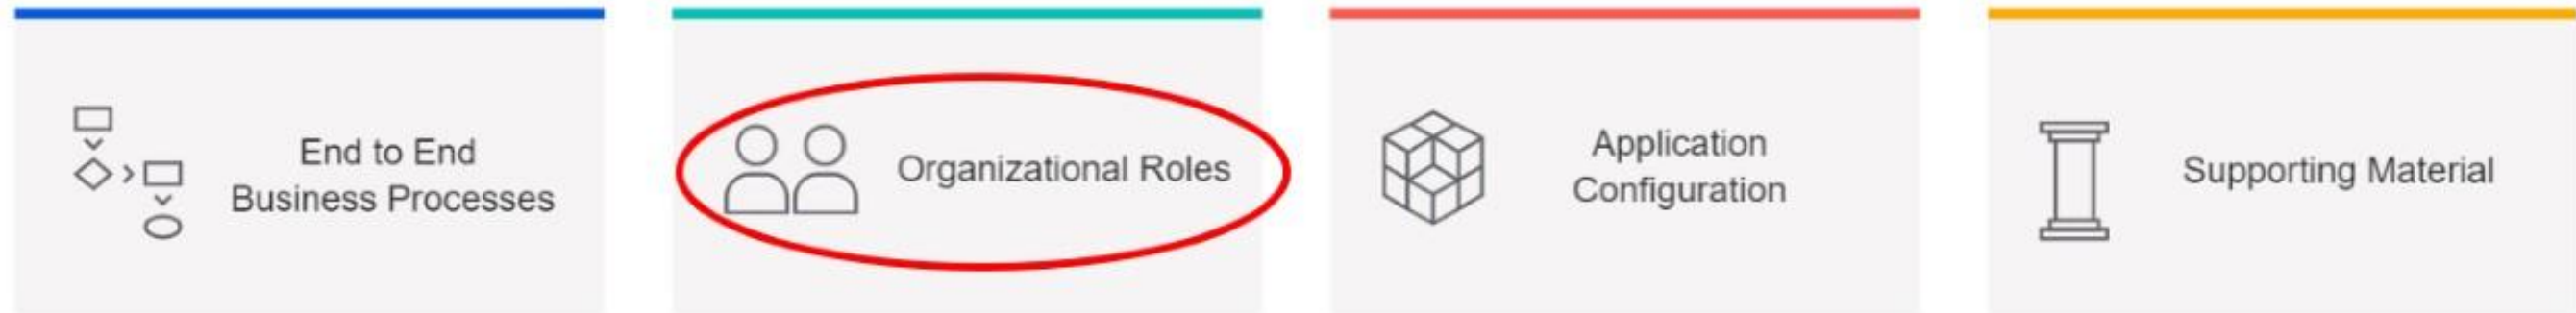 End to End
Business Processes
Organizational Roles
Application
Configuration
Supporting Material